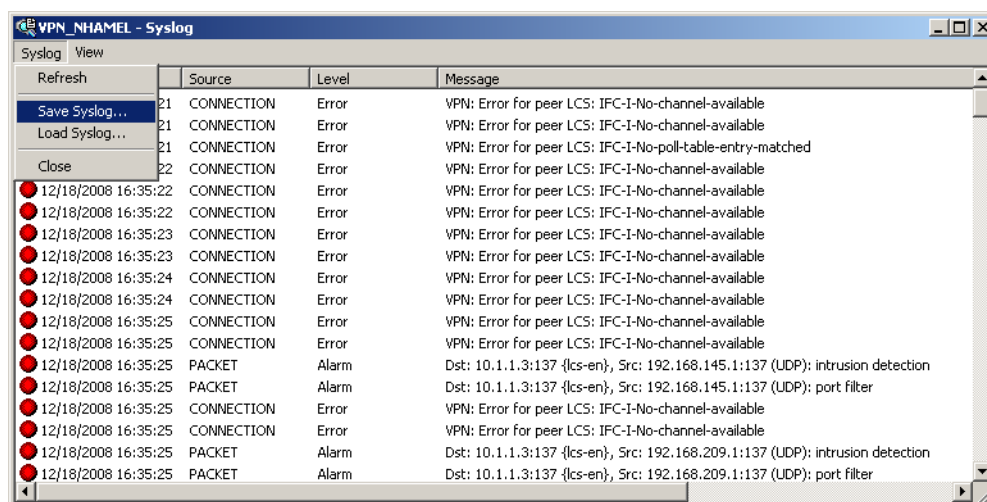 VPN_NHAMEL - Syslog
Syslog View
Refresh
Save Syslog...
Load Syslog...
Close
Source Level Message
21 CONNECTION Error VPN: Error for peer LCS: IFC-I-No-channel-available
21 CONNECTION Error VPN: Error for peer LCS: IFC-I-No-channel-available
21 CONNECTION Error VPN: Error for peer LCS: IFC-I-No-poll-table-entry-matched
22 CONNECTION Error VPN: Error for peer LCS: IFC-I-No-channel-available
12/18/2008 16:35:22 CONNECTION Error VPN: Error for peer LCS: IFC-I-No-channel-available
12/18/2008 16:35:22 CONNECTION Error VPN: Error for peer LCS: IFC-I-No-channel-available
12/18/2008 16:35:23 CONNECTION Error VPN: Error for peer LCS: IFC-I-No-channel-available
12/18/2008 16:35:23 CONNECTION Error VPN: Error for peer LCS: IFC-I-No-channel-available
12/18/2008 16:35:24 CONNECTION Error VPN: Error for peer LCS: IFC-I-No-channel-available
12/18/2008 16:35:24 CONNECTION Error VPN: Error for peer LCS: IFC-I-No-channel-available
12/18/2008 16:35:25 CONNECTION Error VPN: Error for peer LCS: IFC-I-No-channel-available
12/18/2008 16:35:25 CONNECTION Error VPN: Error for peer LCS: IFC-I-No-channel-available
12/18/2008 16:35:25 PACKET Alarm Dst: 10.1.1.3:137 {lcs-en}, Src: 192.168.145.1:137 (UDP): intrusion detection
12/18/2008 16:35:25 PACKET Alarm Dst: 10.1.1.3:137 {lcs-en}, Src: 192.168.145.1:137 (UDP): port filter
12/18/2008 16:35:25 CONNECTION Error VPN: Error for peer LCS: IFC-I-No-channel-available
12/18/2008 16:35:25 CONNECTION Error VPN: Error for peer LCS: IFC-I-No-channel-available
12/18/2008 16:35:25 PACKET Alarm Dst: 10.1.1.3:137 {lcs-en}, Src: 192.168.209.1:137 (UDP): intrusion detection
12/18/2008 16:35:25 PACKET Alarm Dst: 10.1.1.3:137 {lcs-en}, Src: 192.168.209.1:137 (UDP): port filter